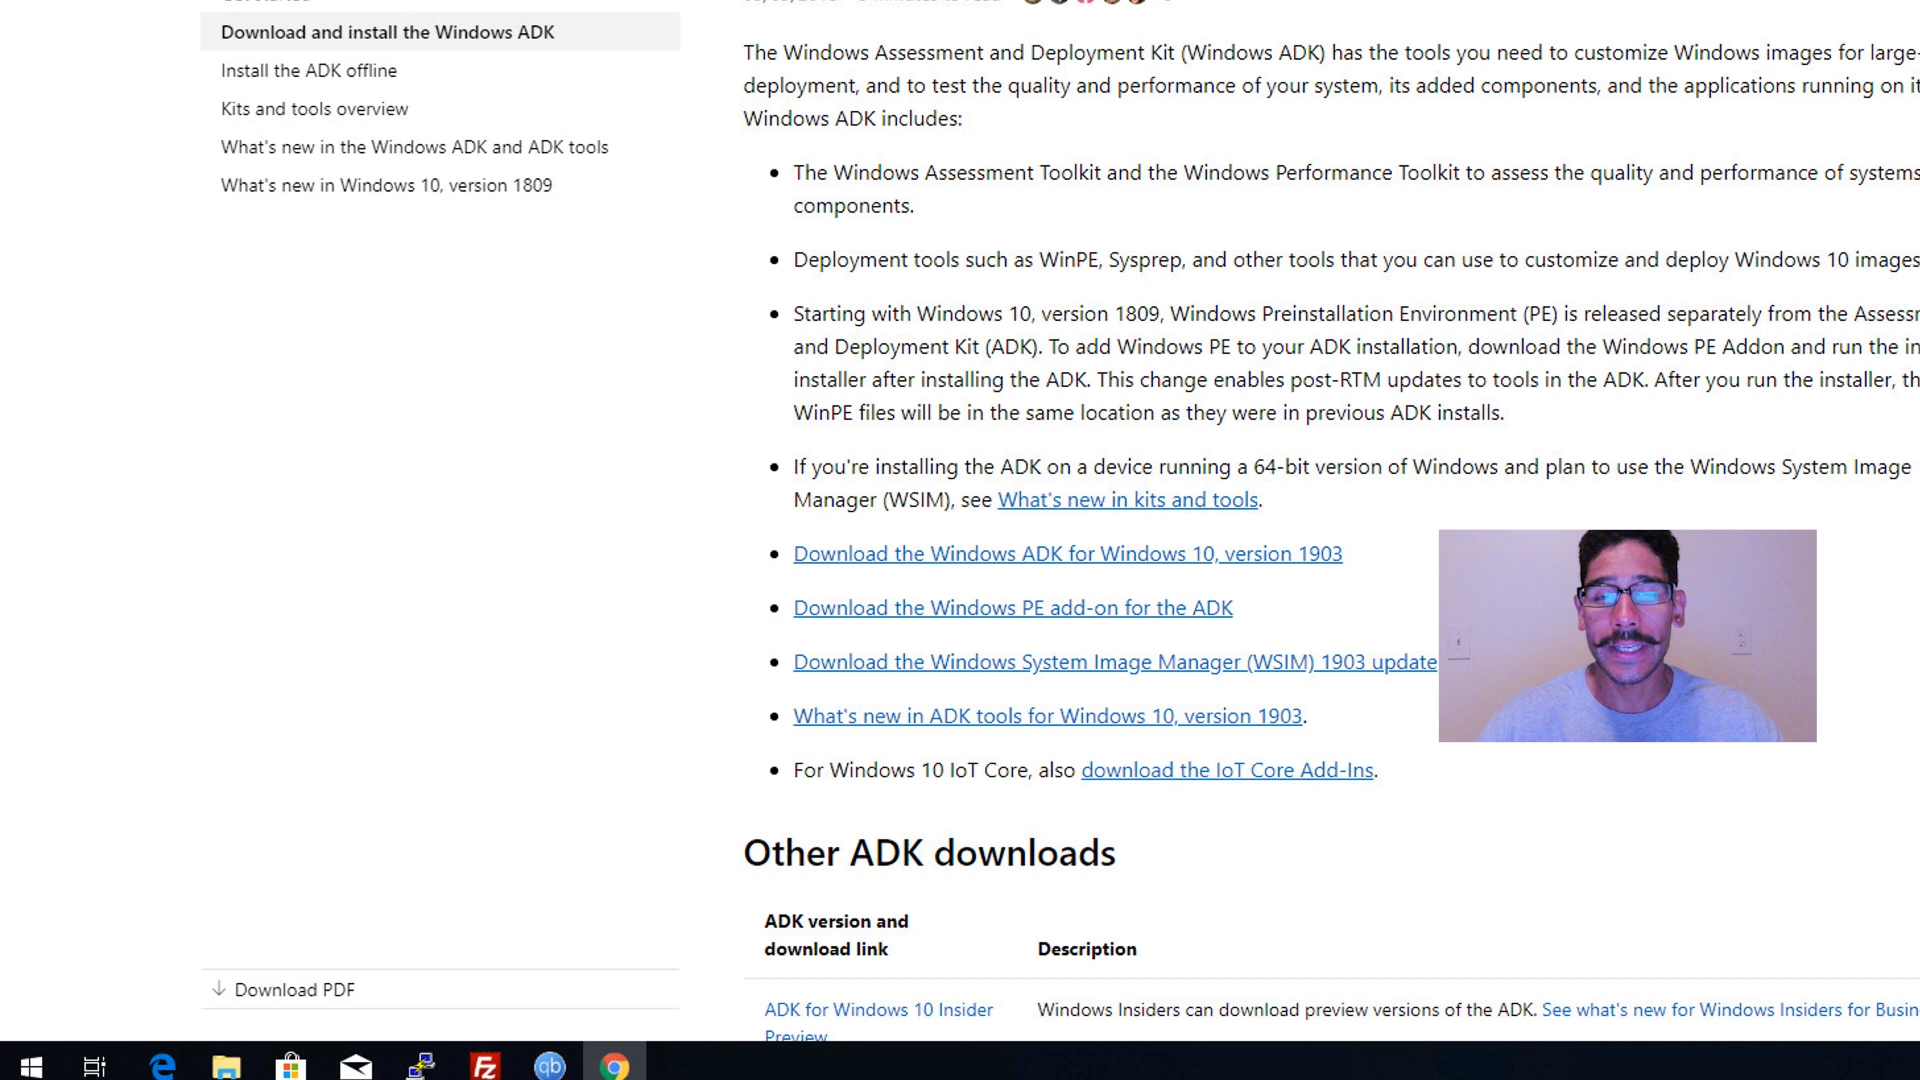 Download and install the Windows ADK
Install the ADK offline
Kits and tools overview
What's new in the Windows ADK and ADK tools
What's new in Windows 10, version 1809
Download PDF
The Windows Assessment and Deployment Kit (Windows ADK) has the tools you need to customize Windows images for large-
deployment, and to test the quality and performance of your system, its added components, and the applications running on
Windows ADK includes:
The Windows Assessment Toolkit and the Windows Performance Toolkit to assess the quality and performance of systems
components.
Deployment tools such as WinPE, Sysprep, and other tools that you can use to customize and deploy Windows 10 images
Starting with Windows 10, version 1809, Windows Preinstallation Environment (PE) is released separately from the
and Deployment Kit (ADK). To add Windows PE to your ADK installation, download the Windows PE Addon and run the
installer after installing the ADK. This change enables post-RTM updates to tools in the ADK. After you run the installer,
WinPE files will be in the same location as they were in previous ADK installs.
If you're installing the ADK on a device running a 64-bit version of Windows and plan to use the Windows System Image
Manager (WSIM), see What's new in kits and tools.
Download the Windows ADK for Windows 10, version 1903
Download the Windows PE add-on for the ADK
Download the Windows System Image Manager (WSIM) 1903 update
What's new in ADK tools for Windows 10, version 1903.
For Windows 10 IoT Core, also download the IoT Core Add-Ins.
Other ADK downloads
ADK version and
download link
Description
ADK for Windows 10 Insider
Preview
Windows Insiders can download preview versions of the ADK. See what's new for Windows Insiders for
Fz
qb